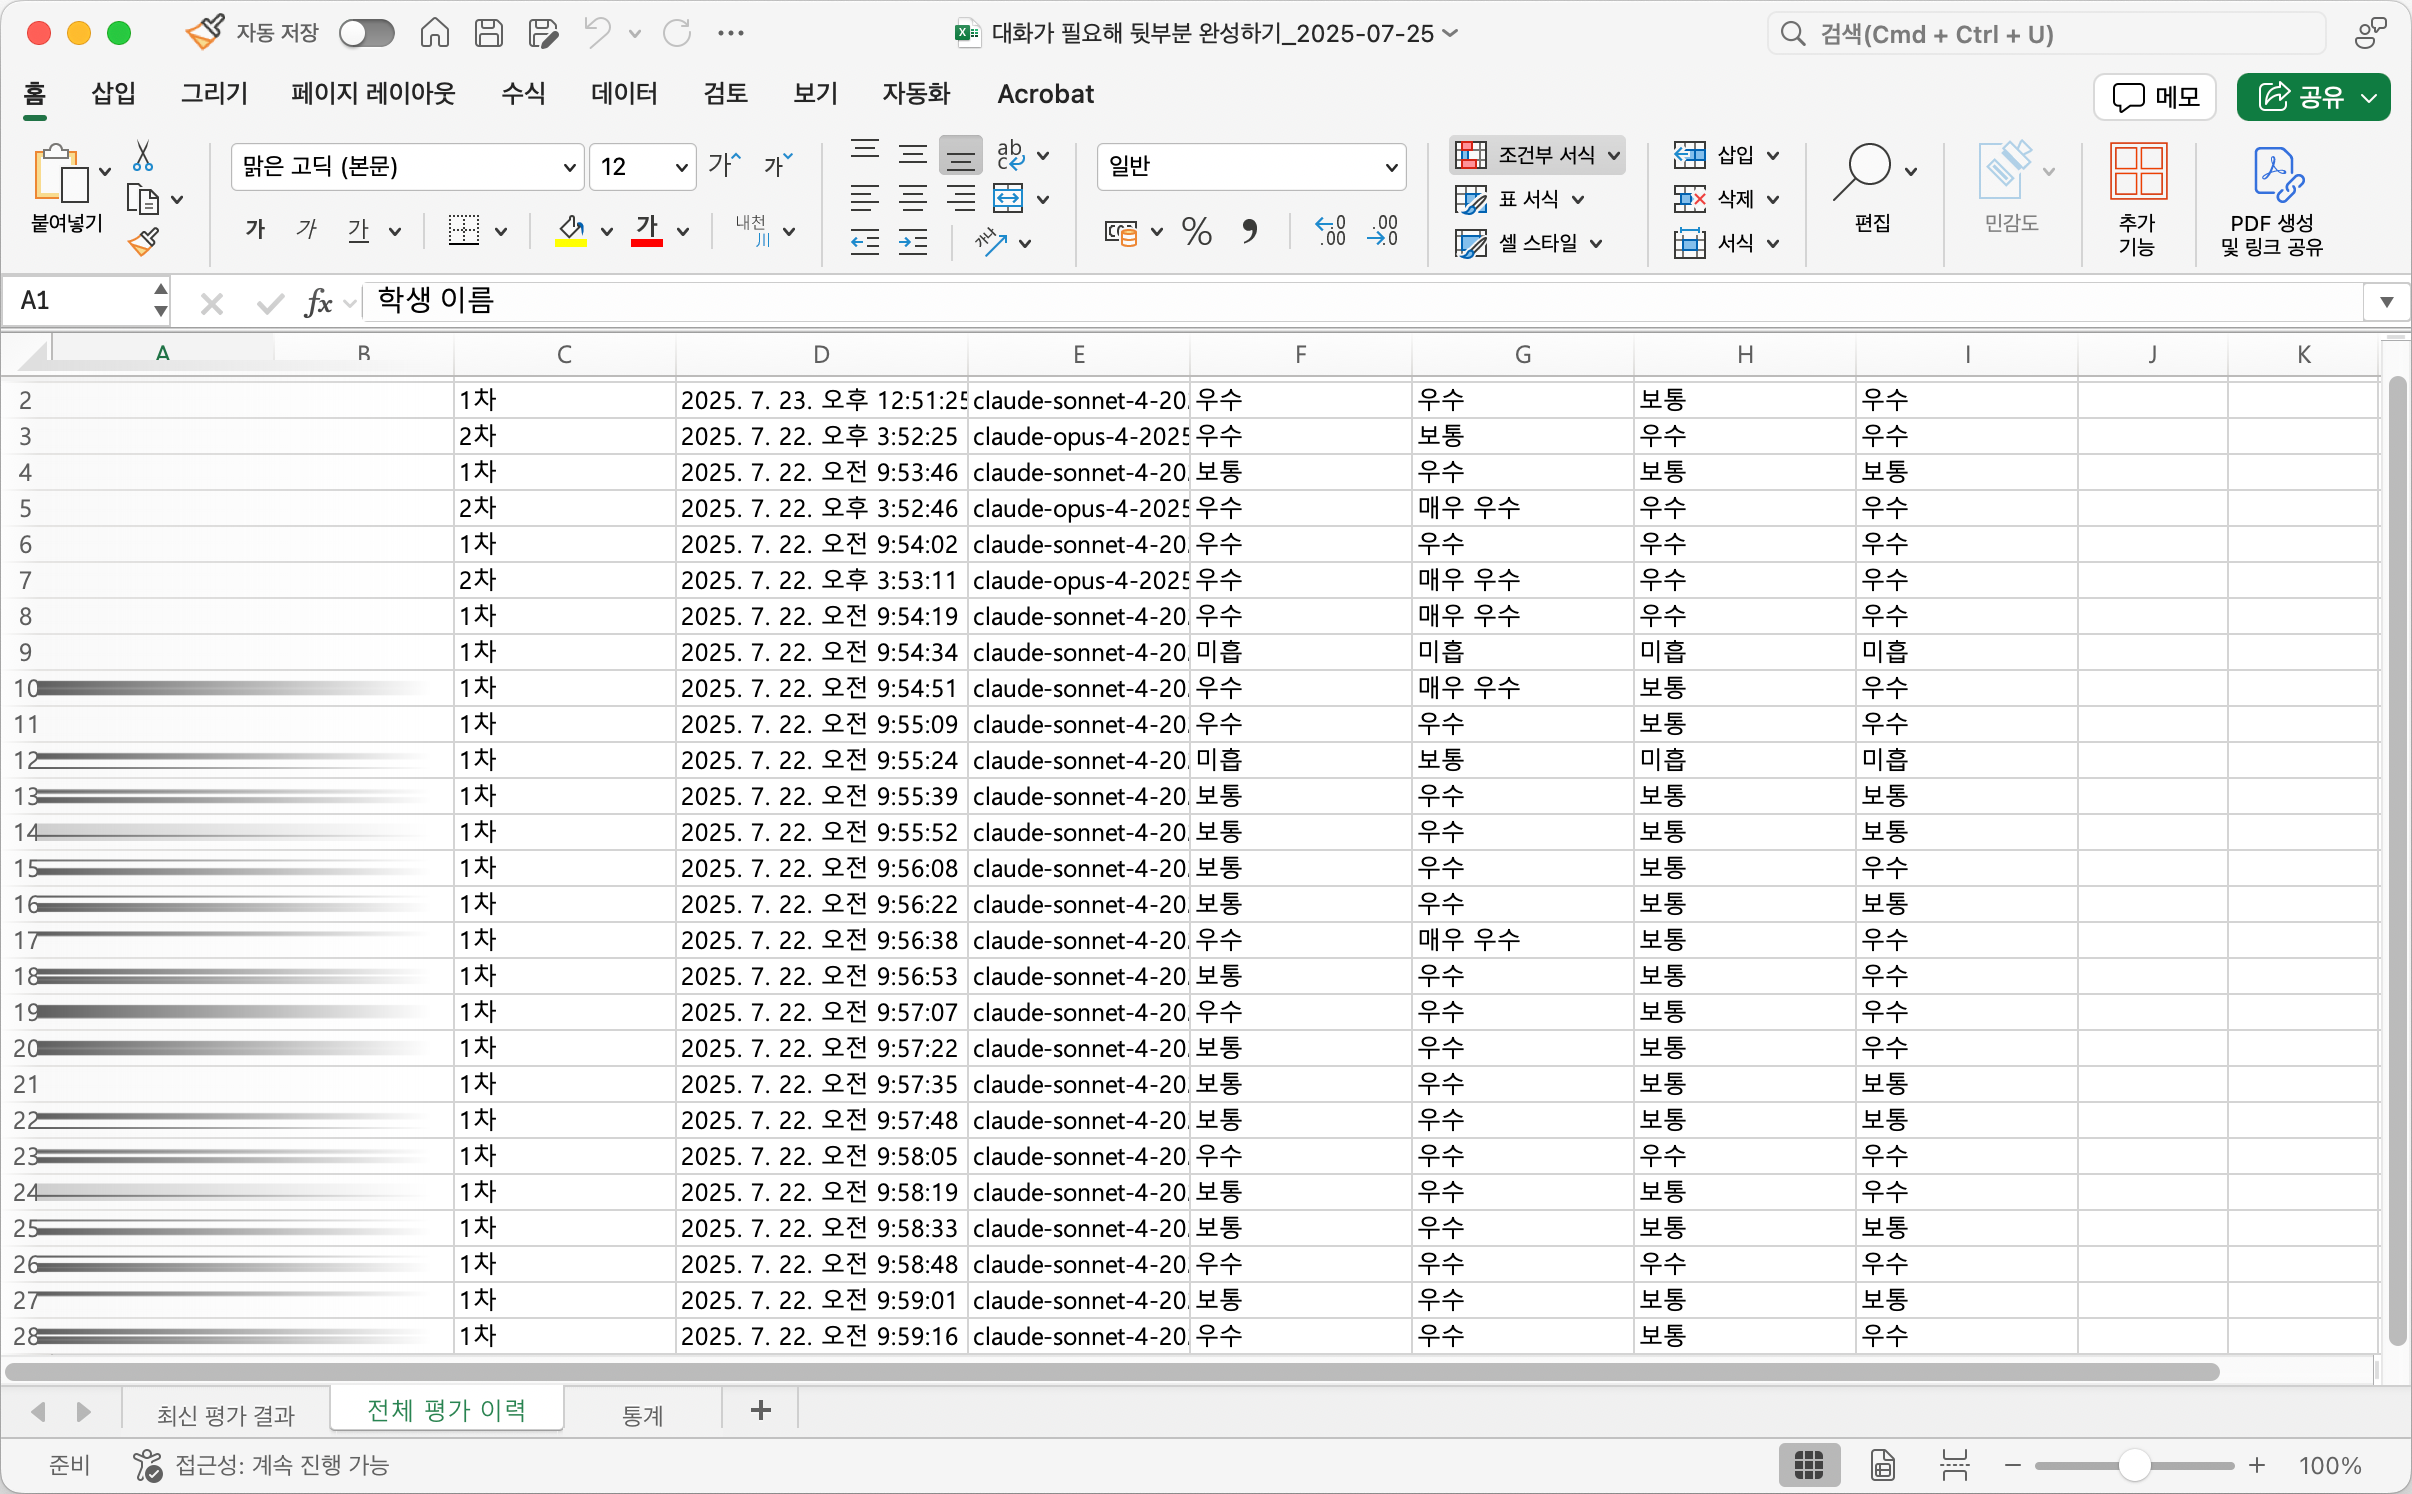 자동 저장
대화가 필요해 뒷부분 완성하기_2025-07-25
검색(Cmd + Ctrl + U)
홈 삽입 그리기 페이지 레이아웃 수식 데이터 검토 보기 자동화 Acrobat
메모 공유
붙여넣기
맑은 고딕 (본문) 12 가^ 가ˇ
가 가 가 가 내천 川
ab c 가나
일반
% , .0 .00 .00 .0
조건부 서식
표 서식
셀 스타일
삽입
삭제
서식
편집
민감도
추가
기능
PDF 생성
및 링크 공유
A1 fx 학생 이름
A B C D E F G H I J K
2 1차 2025. 7. 23. 오후 12:51:25 claude-sonnet-4-20 우수 우수 보통 우수
3 2차 2025. 7. 22. 오후 3:52:25 claude-opus-4-2025 우수 보통 우수 우수
4 1차 2025. 7. 22. 오전 9:53:46 claude-sonnet-4-20 보통 우수 보통 보통
5 2차 2025. 7. 22. 오후 3:52:46 claude-opus-4-2025 우수 매우 우수 우수 우수
6 1차 2025. 7. 22. 오전 9:54:02 claude-sonnet-4-20 우수 우수 우수 우수
7 2차 2025. 7. 22. 오후 3:53:11 claude-opus-4-2025 우수 매우 우수 우수 우수
8 1차 2025. 7. 22. 오전 9:54:19 claude-sonnet-4-20 우수 매우 우수 우수 우수
9 1차 2025. 7. 22. 오전 9:54:34 claude-sonnet-4-20 미흡 미흡 미흡 미흡
10 1차 2025. 7. 22. 오전 9:54:51 claude-sonnet-4-20 우수 매우 우수 보통 우수
11 1차 2025. 7. 22. 오전 9:55:09 claude-sonnet-4-20 우수 우수 보통 우수
12 1차 2025. 7. 22. 오전 9:55:24 claude-sonnet-4-20 미흡 보통 미흡 미흡
13 1차 2025. 7. 22. 오전 9:55:39 claude-sonnet-4-20 보통 우수 보통 보통
14 1차 2025. 7. 22. 오전 9:55:52 claude-sonnet-4-20 보통 우수 보통 보통
15 1차 2025. 7. 22. 오전 9:56:08 claude-sonnet-4-20 보통 우수 보통 우수
16 1차 2025. 7. 22. 오전 9:56:22 claude-sonnet-4-20 보통 우수 보통 보통
17 1차 2025. 7. 22. 오전 9:56:38 claude-sonnet-4-20 우수 매우 우수 보통 우수
18 1차 2025. 7. 22. 오전 9:56:53 claude-sonnet-4-20 보통 우수 보통 우수
19 1차 2025. 7. 22. 오전 9:57:07 claude-sonnet-4-20 우수 우수 보통 우수
20 1차 2025. 7. 22. 오전 9:57:22 claude-sonnet-4-20 보통 우수 보통 우수
21 1차 2025. 7. 22. 오전 9:57:35 claude-sonnet-4-20 보통 우수 보통 보통
22 1차 2025. 7. 22. 오전 9:57:48 claude-sonnet-4-20 보통 우수 보통 보통
23 1차 2025. 7. 22. 오전 9:58:05 claude-sonnet-4-20 우수 우수 우수 우수
24 1차 2025. 7. 22. 오전 9:58:19 claude-sonnet-4-20 보통 우수 보통 우수
25 1차 2025. 7. 22. 오전 9:58:33 claude-sonnet-4-20 보통 우수 보통 보통
26 1차 2025. 7. 22. 오전 9:58:48 claude-sonnet-4-20 우수 우수 우수 우수
27 1차 2025. 7. 22. 오전 9:59:01 claude-sonnet-4-20 보통 우수 보통 보통
28 1차 2025. 7. 22. 오전 9:59:16 claude-sonnet-4-20 우수 우수 보통 우수
최신 평가 결과 전체 평가 이력 통계 +
준비 접근성: 계속 진행 가능 100%